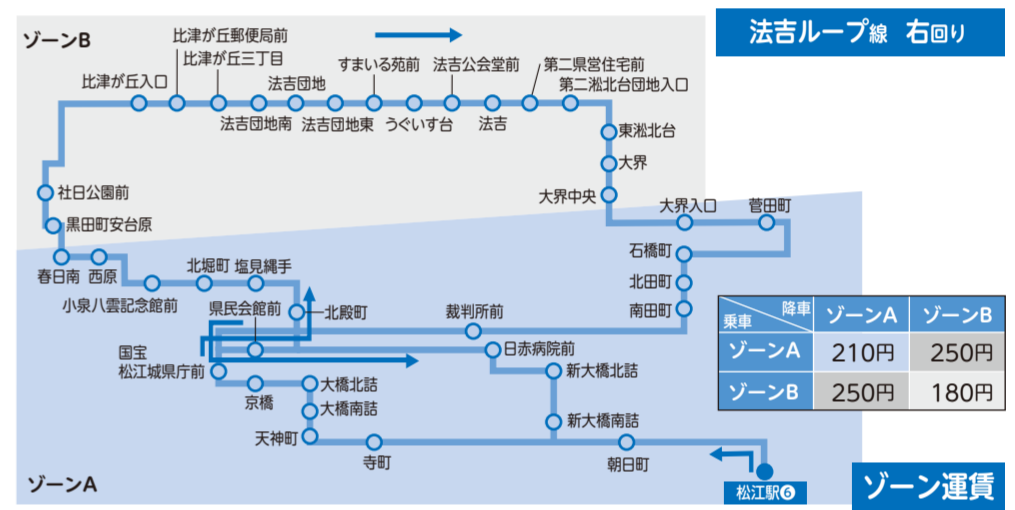 法吉ループ線 右回り
ゾーンB
比津が丘郵便局前
比津が丘三丁目
比津が丘入口
法吉団地
すまいる苑前
法吉公会堂前
第二県営住宅前
第二淞北台団地入口
法吉団地南
法吉団地東
うぐいす台
法吉
東淞北台
大界
大界中央
大界入口
菅田町
社日公園前
黒田町安台原
春日南
西原
小泉八雲記念館前
北堀町
塩見縄手
石橋町
北田町
南田町
県民会館前
北殿町
裁判所前
日赤病院前
国宝
松江城県庁前
京橋
大橋北詰
大橋南詰
天神町
寺町
新大橋北詰
新大橋南詰
朝日町
松江駅❻
ゾーンA
降車
乗車
ゾーンA ゾーンB
ゾーンA 210円 250円
ゾーンB 250円 180円
ゾーン運賃